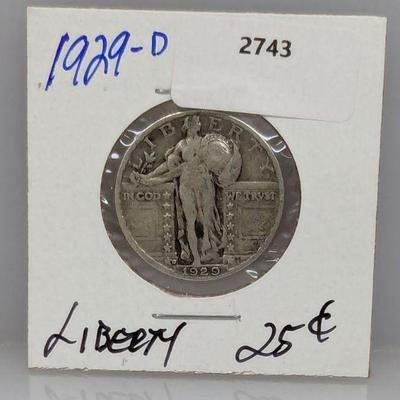 1929-D
2743
LIBERTY
IN GOD WE TRUST
1929
LIBERTY 25¢